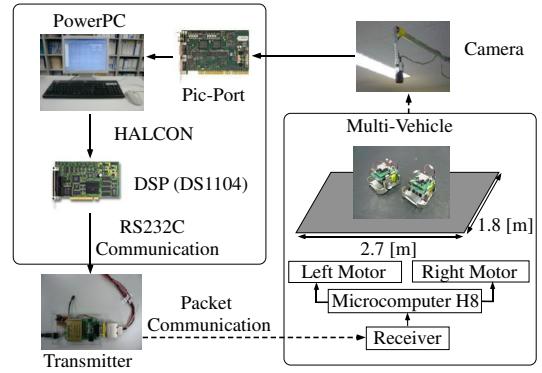 PowerPC
Pic-Port
Camera
HALCON
DSP (DS1104)
RS232C
Communication
Multi-Vehicle
1.8 [m]
2.7 [m]
Left Motor
Right Motor
Microcomputer H8
Receiver
Packet
Communication
Transmitter